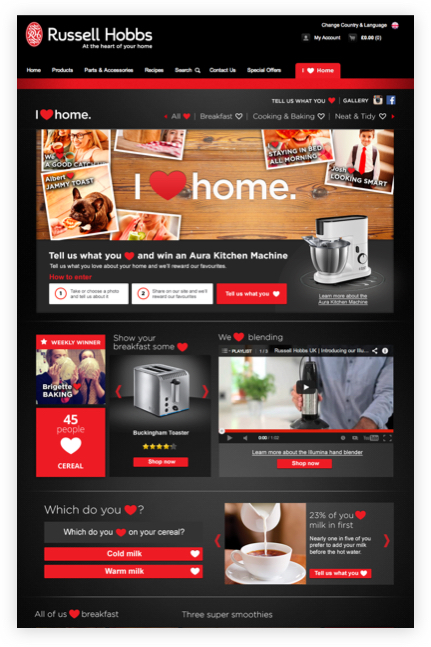 Change Country & Language
Russell Hobbs
At the heart of your home
My Account £0.00 (0)
Home Products Parts & Accessories Recipes Search Contact Us Special Offers I ❤ Home
TELL US WHAT YOU ❤ | GALLERY
I❤home.
All ❤ | Breakfast ♡ | Cooking & Baking ♡ | Neat & Tidy ♡
We ❤
A GOOD CATCH
STAYING IN BED
ALL MORNING
Albert ❤
JAMMY TOAST
I ❤ home.
Josh
LOOKING SMART
Tell us what you ❤ and win an Aura Kitchen Machine
Tell us what you love about your home and we'll reward our favourites.
How to enter
1 Take or choose a photo
and tell us about it
2 Share on our site and we'll
reward our favourites.
Tell us what you ❤
Learn more about the
Aura Kitchen Machine
WEEKLY WINNER
Brigette ❤
BAKING
45
people
CEREAL
Show your
breakfast some ❤
Buckingham Toaster
Shop now
We ❤ blending
PLAYLIST 1/3 Russell Hobbs UK | Introducing our Illu...
0:00 / 1:00
YouTube
Learn more about the Illumina hand blender
Shop now
Which do you ❤?
Which do you ❤ on your cereal?
Cold milk
Warm milk
23% of you
❤ milk in first
Nearly one in five of you
prefer to add your milk
before the hot water.
Tell us what you ❤
All of us ❤ breakfast
Three super smoothies